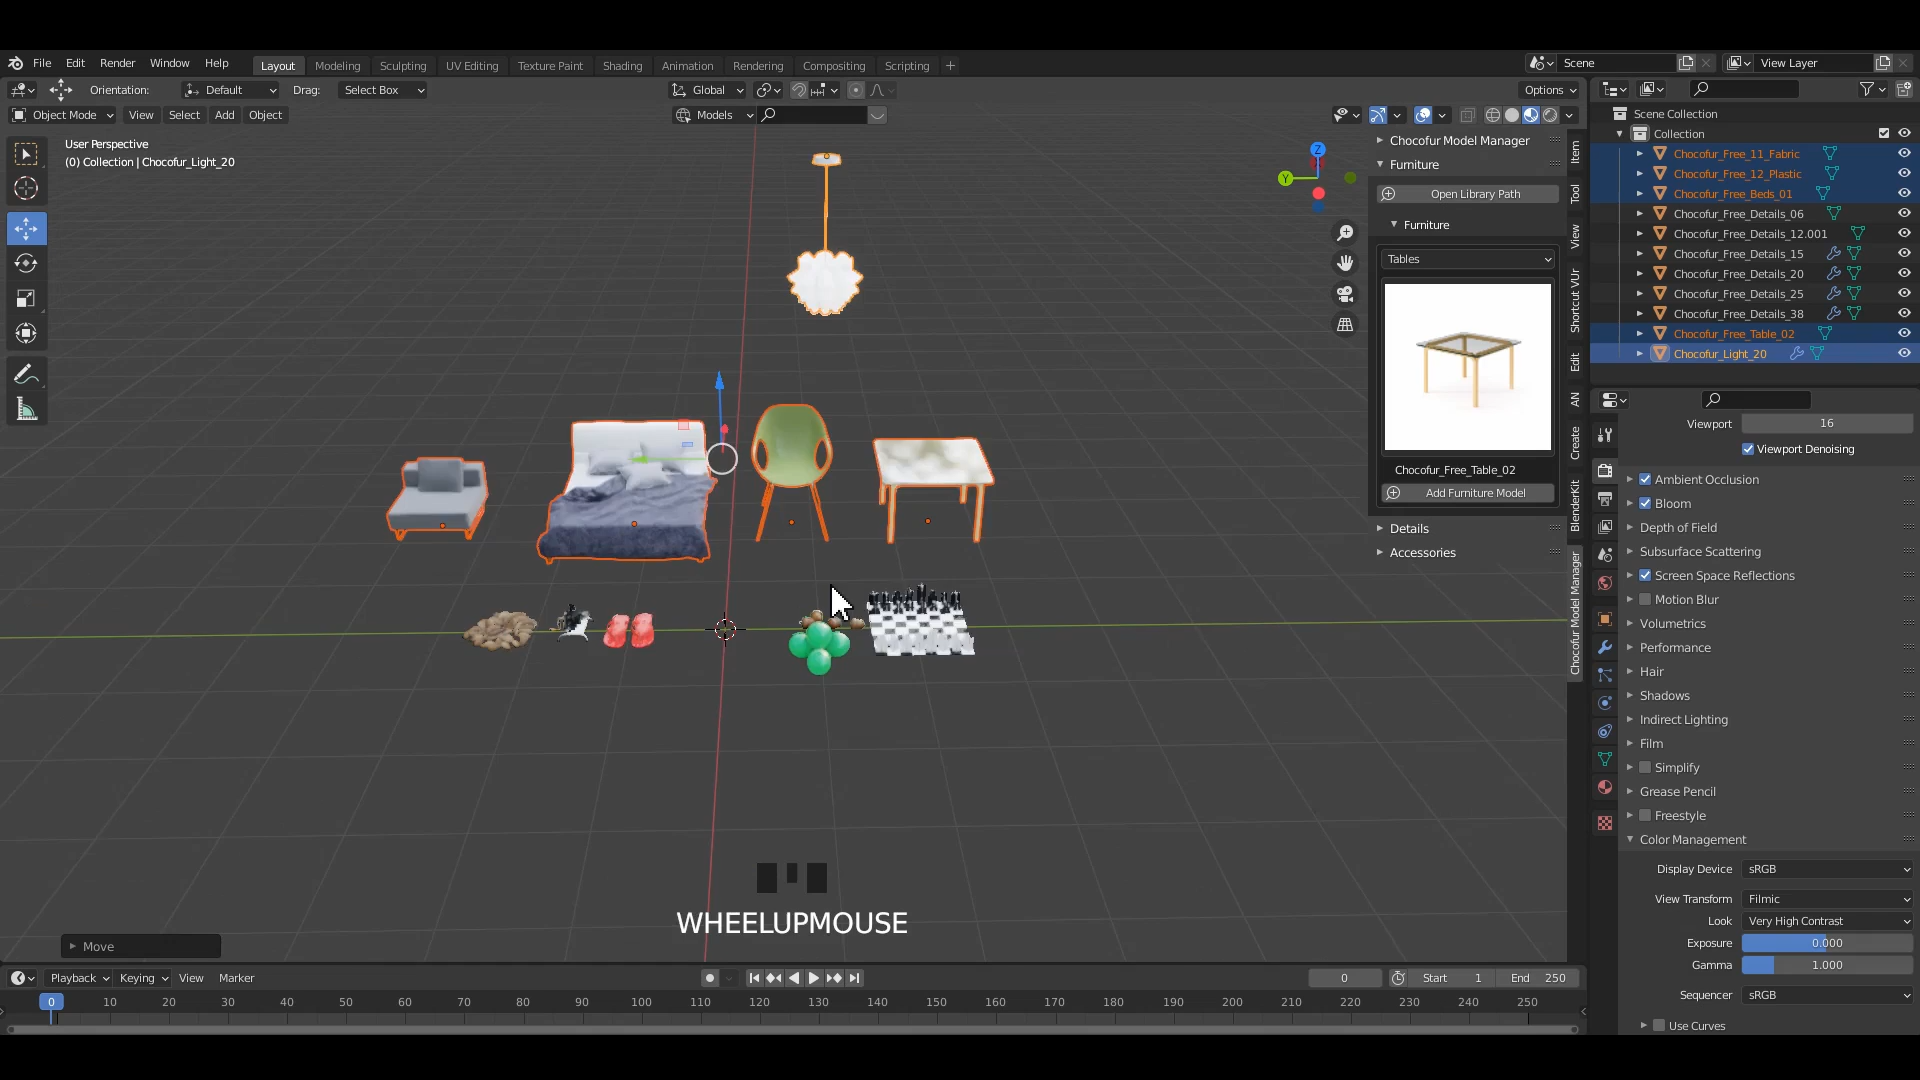 File Edit Render Window Help Layout Modeling Sculpting UV Editing Texture Paint Shading Animation Rendering Compositing Scripting + Scene View Layer
Orientation: Default Drag: Select Box Global Options
Object Mode View Select Add Object Models
User Perspective
(0) Collection | Chocofur_Light_20
Z
Y
Chocofur Model Manager
Furniture
Open Library Path
Furniture
Tables
Chocofur_Free_Table_02
Add Furniture Model
Details
Accessories
Item
Tool
View
Shortcut VUr
Edit
AN
Create
BlenderKit
Chocofur Model Manager
Scene Collection
Collection
Chocofur_Free_11_Fabric
Chocofur_Free_12_Plastic
Chocofur_Free_Beds_01
Chocofur_Free_Details_06
Chocofur_Free_Details_12.001
Chocofur_Free_Details_15
Chocofur_Free_Details_20
Chocofur_Free_Details_25
Chocofur_Free_Details_38
Chocofur_Free_Table_02
Chocofur_Light_20
Viewport 16
Viewport Denoising
Ambient Occlusion
Bloom
Depth of Field
Subsurface Scattering
Screen Space Reflections
Motion Blur
Volumetrics
Performance
Hair
Shadows
Indirect Lighting
Film
Simplify
Grease Pencil
Freestyle
Color Management
Display Device sRGB
View Transform Filmic
Look Very High Contrast
Exposure 0.000
Gamma 1.000
Sequencer sRGB
Use Curves
WHEELUPMOUSE
Move
Playback Keying View Marker 0 Start 1 End 250
0 10 20 30 40 50 60 70 80 90 100 110 120 130 140 150 160 170 180 190 200 210 220 230 240 250